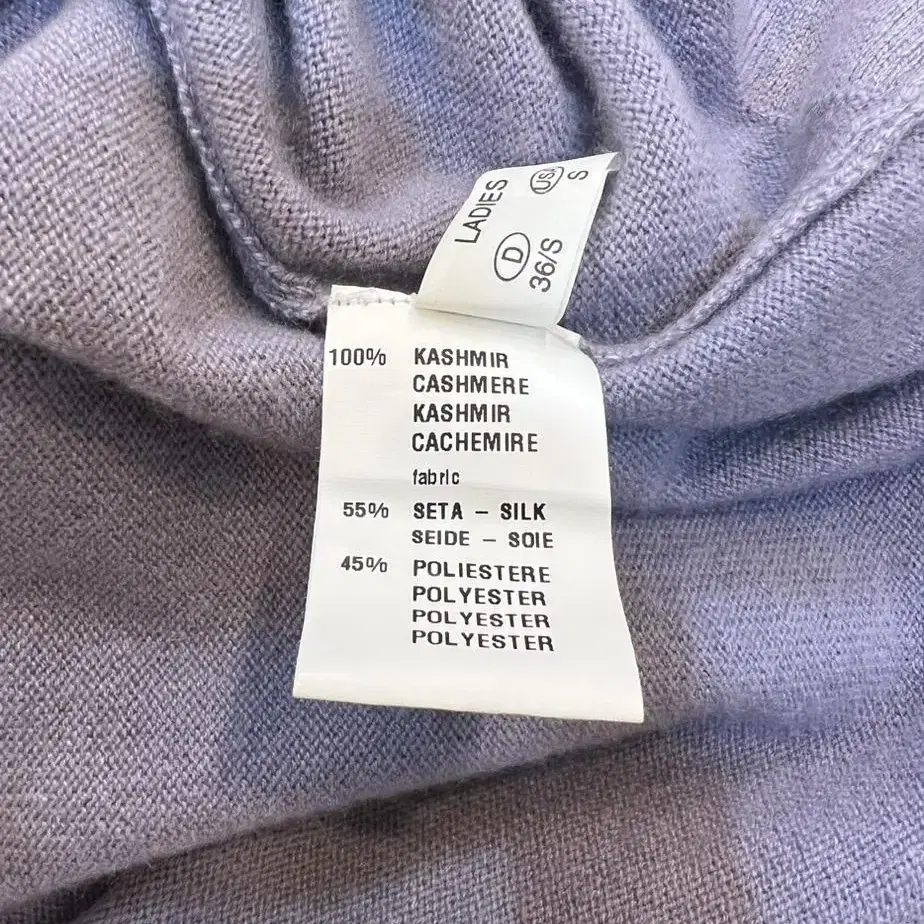 LADIES
D USA
36/S S
100% KASHMIR
CASHMERE
KASHMIR
CACHEMIRE
fabric
55% SETA – SILK
SEIDE – SOIE
45% POLIESTERE
POLYESTER
POLYESTER
POLYESTER